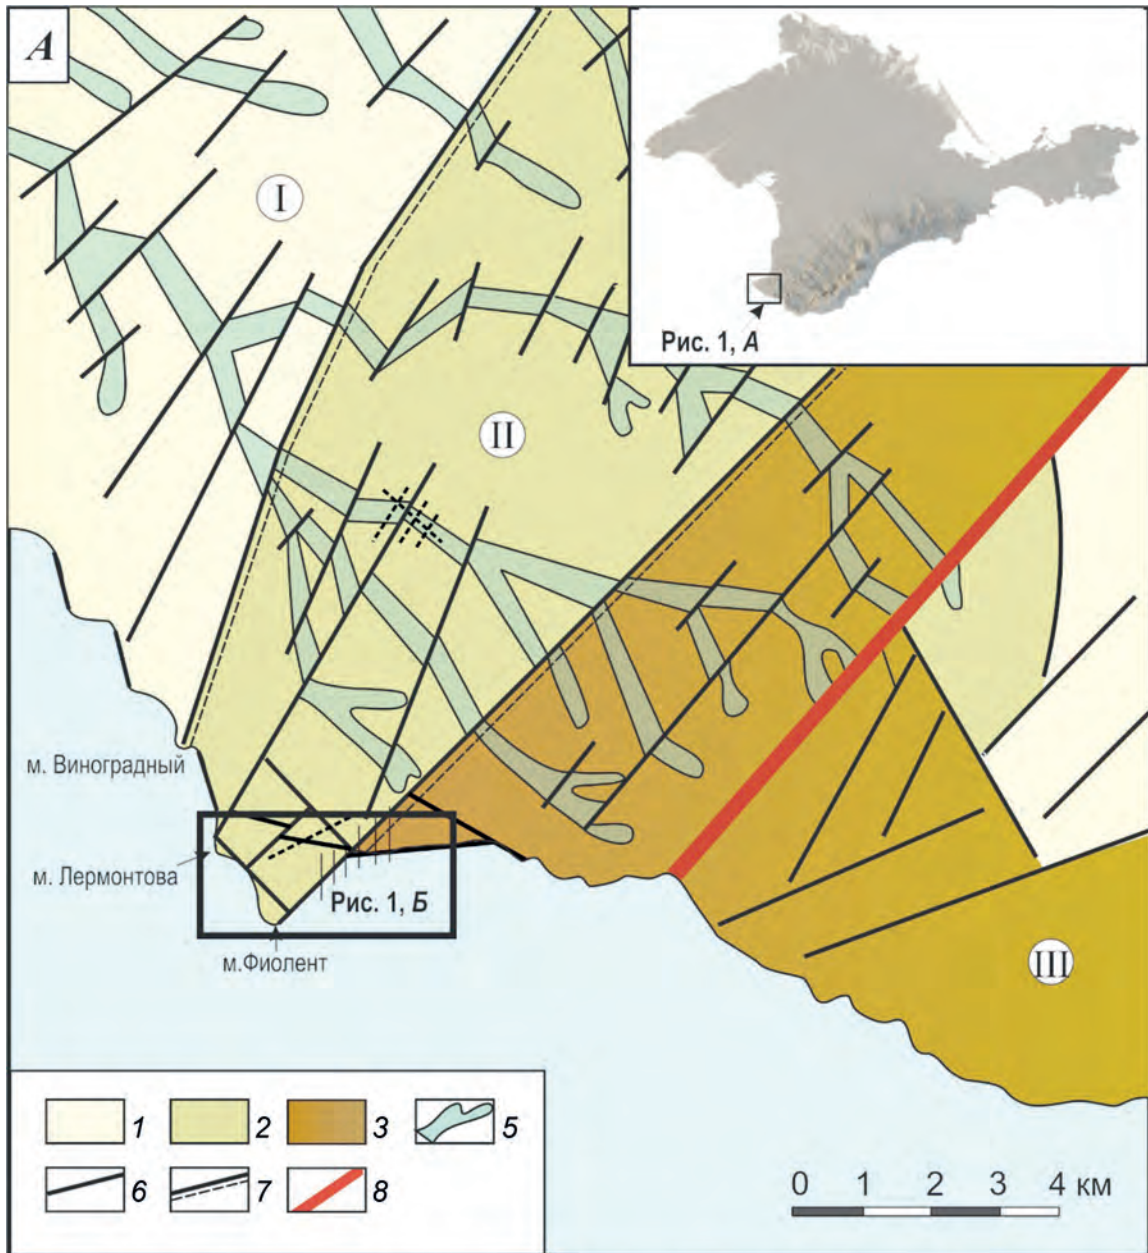 А
I
Рис. 1, А
II
м. Виноградный
м. Лермонтова
Рис. 1, Б
м.Фиолент
III
1
2
3
5
6
7
8
0 1 2 3 4 км